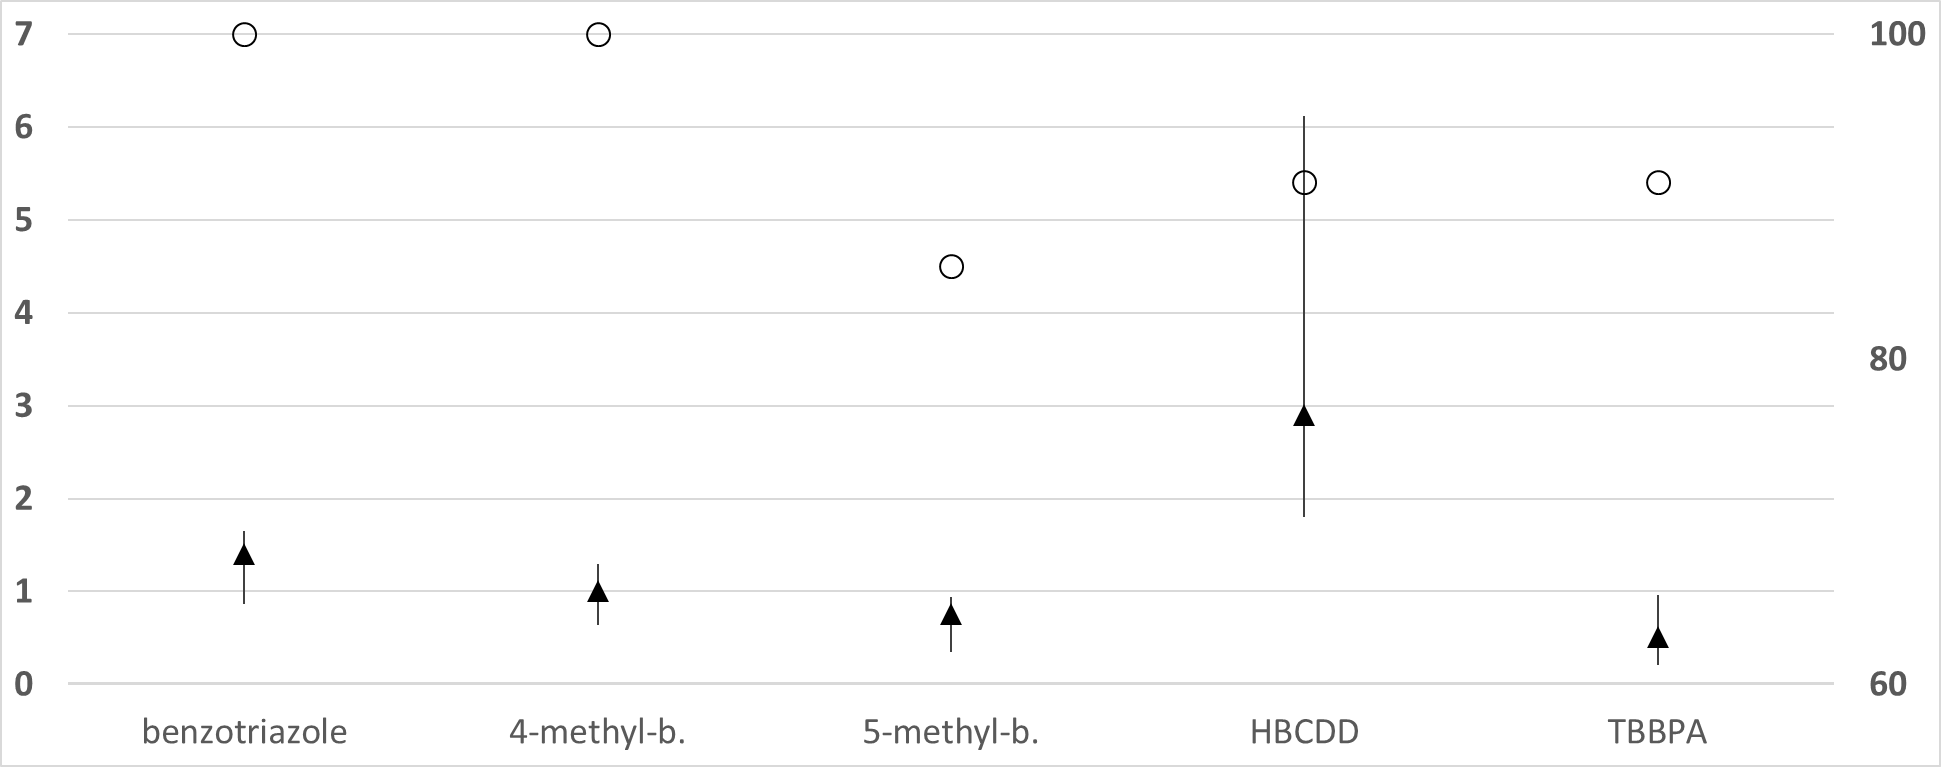 7
100
6
5
4
80
3
2
1
0
60
benzotriazole
4-methyl-b.
5-methyl-b.
HBCDD
TBBPA